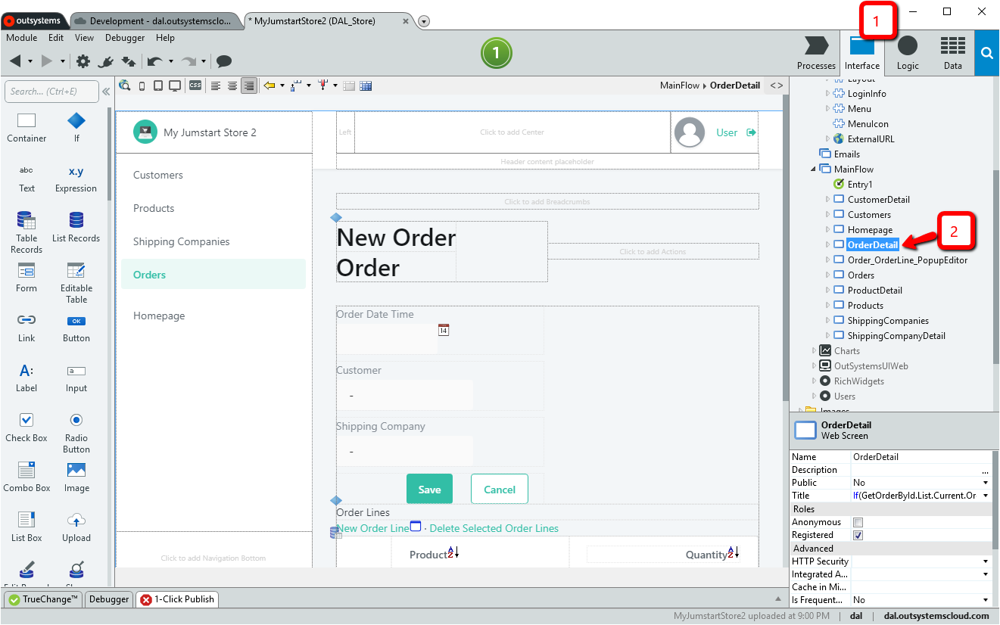 outsystems
Development - dal.outsystemsclo...
* MyJumstartStore2 (DAL_Store)
1
Module Edit View Debugger Help
1
Processes Interface Logic Data
Search... (Ctrl+E)
CSS
MainFlow OrderDetail
Container If
abc x.y
Text Expression
Table Records List Records
Form Editable Table
OK
Link Button
A: a
Label Input
Check Box Radio Button
Combo Box Image
List Box Upload
My Jumstart Store 2
Left Click to add Center
User
Header content placeholder
Customers
Products
Shipping Companies
Orders
Homepage
Click to add Navigation Bottom
Click to add Breadcrumbs
New Order
Order
Click to add Actions
Order Date Time
14
Customer
-
Shipping Company
-
Save Cancel
Order Lines
New Order Line · Delete Selected Order Lines
Product AZ Quantity AZ
Layout
LoginInfo
Menu
MenuIcon
ExternalURL
Emails
MainFlow
Entry1
CustomerDetail
Customers
Homepage
OrderDetail
2
Order_OrderLine_PopupEditor
Orders
ProductDetail
Products
ShippingCompanies
ShippingCompanyDetail
Charts
OutSystemsUIWeb
RichWidgets
Users
Images
OrderDetail
Web Screen
Name OrderDetail
Description ...
Public No
Title If(GetOrderById.List.Current.Or
Roles
Anonymous
Registered
Advanced
HTTP Security
Integrated A...
Cache in Mi...
Is Frequent... No
TrueChange™ Debugger 1-Click Publish
MyJumstartStore2 uploaded at 9:00 PM dal dal.outsystemscloud.com